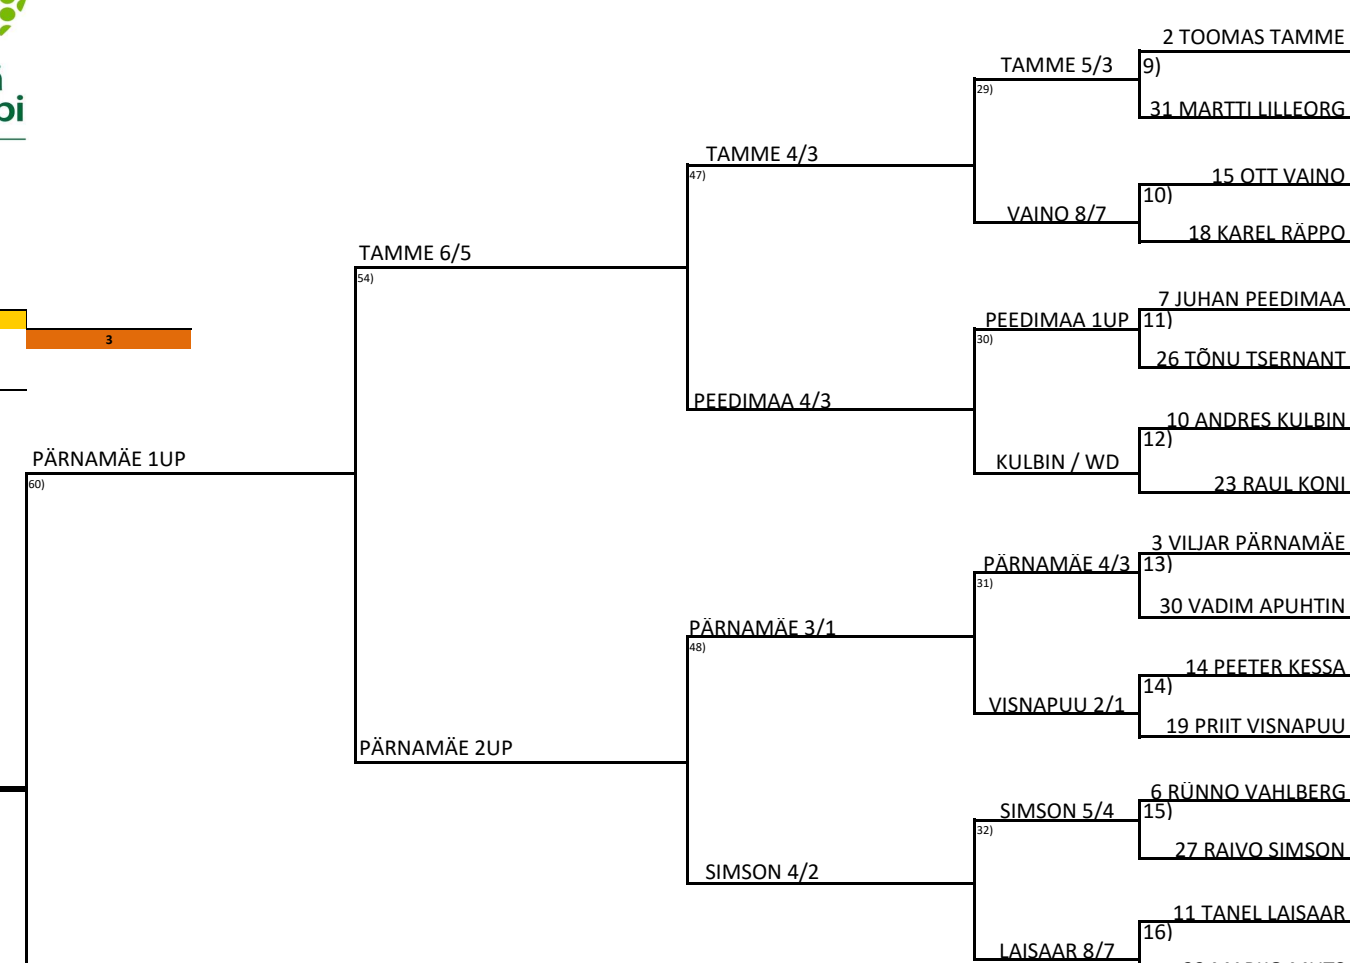 2 TOOMAS TAMME
TAMME 5/3
9)
29)
31 MARTTI LILLEORG
TAMME 4/3
47)
15 OTT VAINO
10)
VAINO 8/7
18 KAREL RÄPPO
TAMME 6/5
54)
7 JUHAN PEEDIMAA
PEEDIMAA 1UP
11)
30)
3
26 TÕNU TSERNANT
PEEDIMAA 4/3
10 ANDRES KULBIN
12)
PÄRNAMÄE 1UP
KULBIN / WD
60)
23 RAUL KONI
3 VILJAR PÄRNAMÄE
PÄRNAMÄE 4/3
13)
31)
30 VADIM APUHTIN
PÄRNAMÄE 3/1
48)
14 PEETER KESSA
14)
VISNAPUU 2/1
19 PRIIT VISNAPUU
PÄRNAMÄE 2UP
6 RÜNNO VAHLBERG
SIMSON 5/4
15)
32)
27 RAIVO SIMSON
SIMSON 4/2
11 TANEL LAISAAR
16)
LAISAAR 8/7